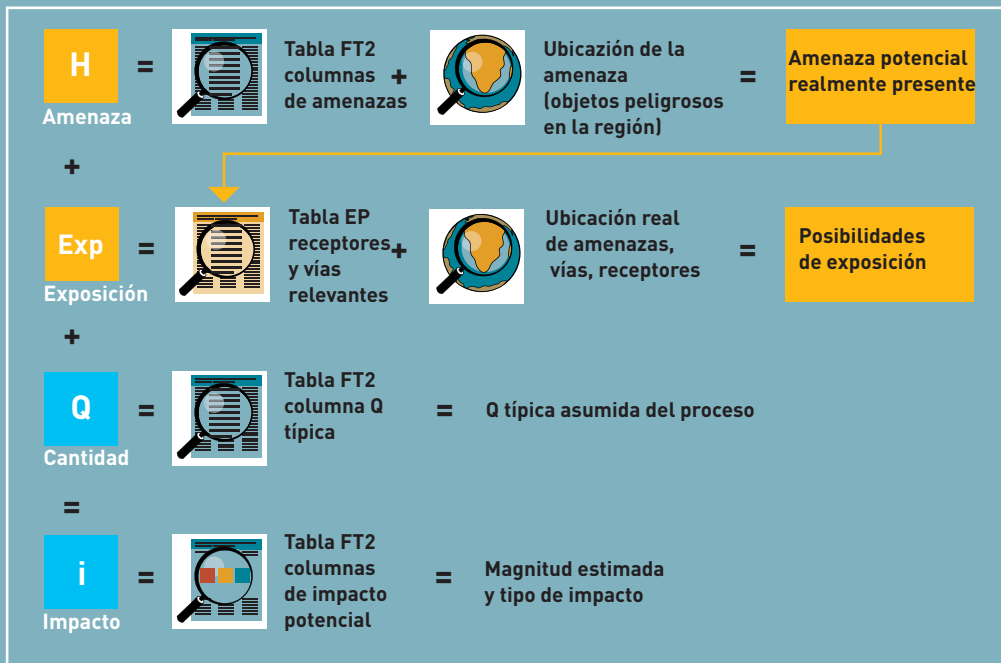 H
=
Tabla FT2
columnas
de amenazas
+
Ubicazión de la
amenaza
(objetos peligrosos
en la región)
=
Amenaza potencial
realmente presente
Amenaza
+
Exp
=
Tabla EP
receptores
y vías
relevantes
+
Ubicación real
de amenazas,
vías, receptores
=
Posibilidades
de exposición
Exposición
+
Q
=
Tabla FT2
columna Q
típica
=
Q típica asumida del proceso
Cantidad
=
i
=
Tabla FT2
columnas
de impacto
potencial
=
Magnitud estimada
y tipo de impacto
Impacto